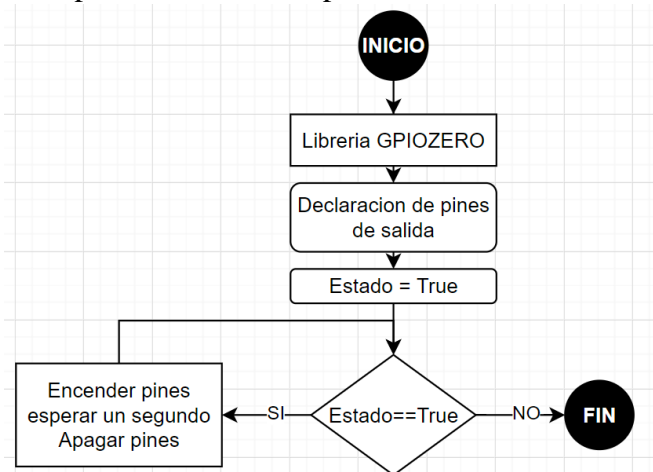 INICIO
Libreria GPIOZERO
Declaracion de pines
de salida
Estado = True
Encender pines
esperar un segundo
Apagar pines
SI
Estado==True
NO
FIN